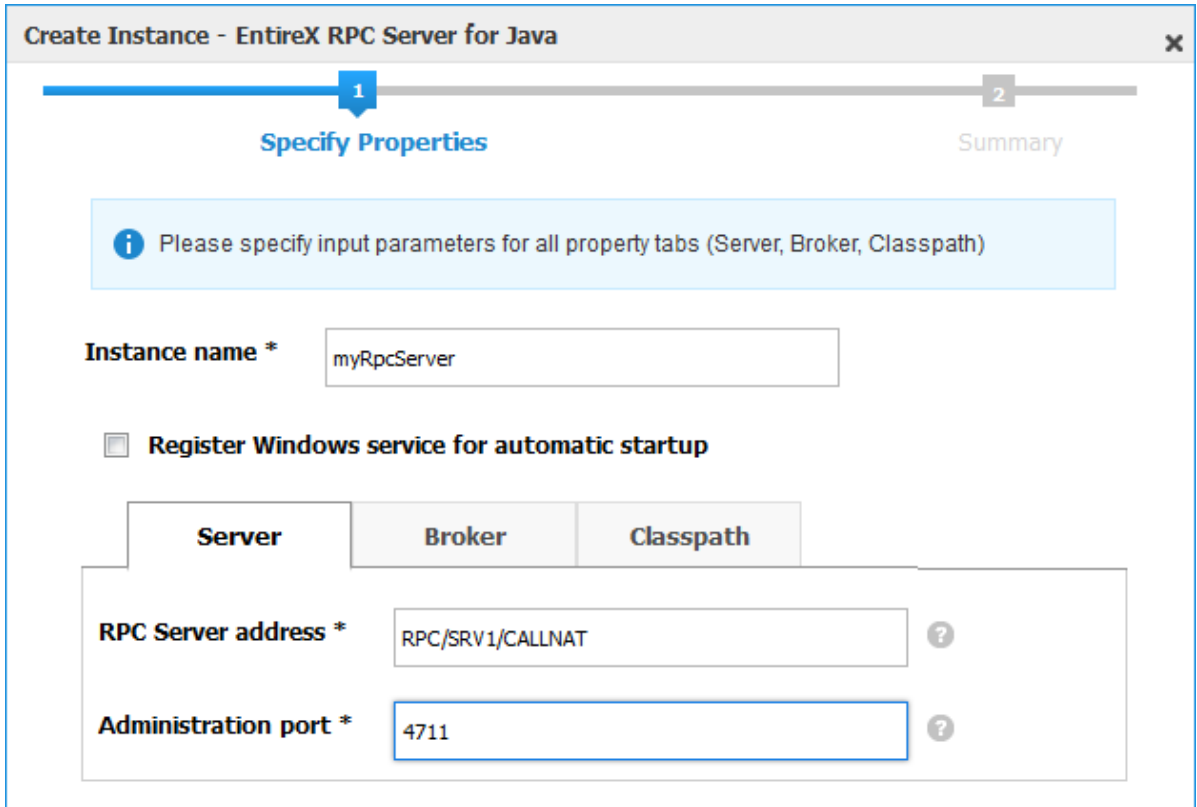 Create Instance - EntireX RPC Server for Java
1
2
Specify Properties
Summary
Please specify input parameters for all property tabs (Server, Broker, Classpath)
Instance name * myRpcServer
Register Windows service for automatic startup
Server Broker Classpath
RPC Server address * RPC/SRV1/CALLNAT ?
Administration port * 4711 ?